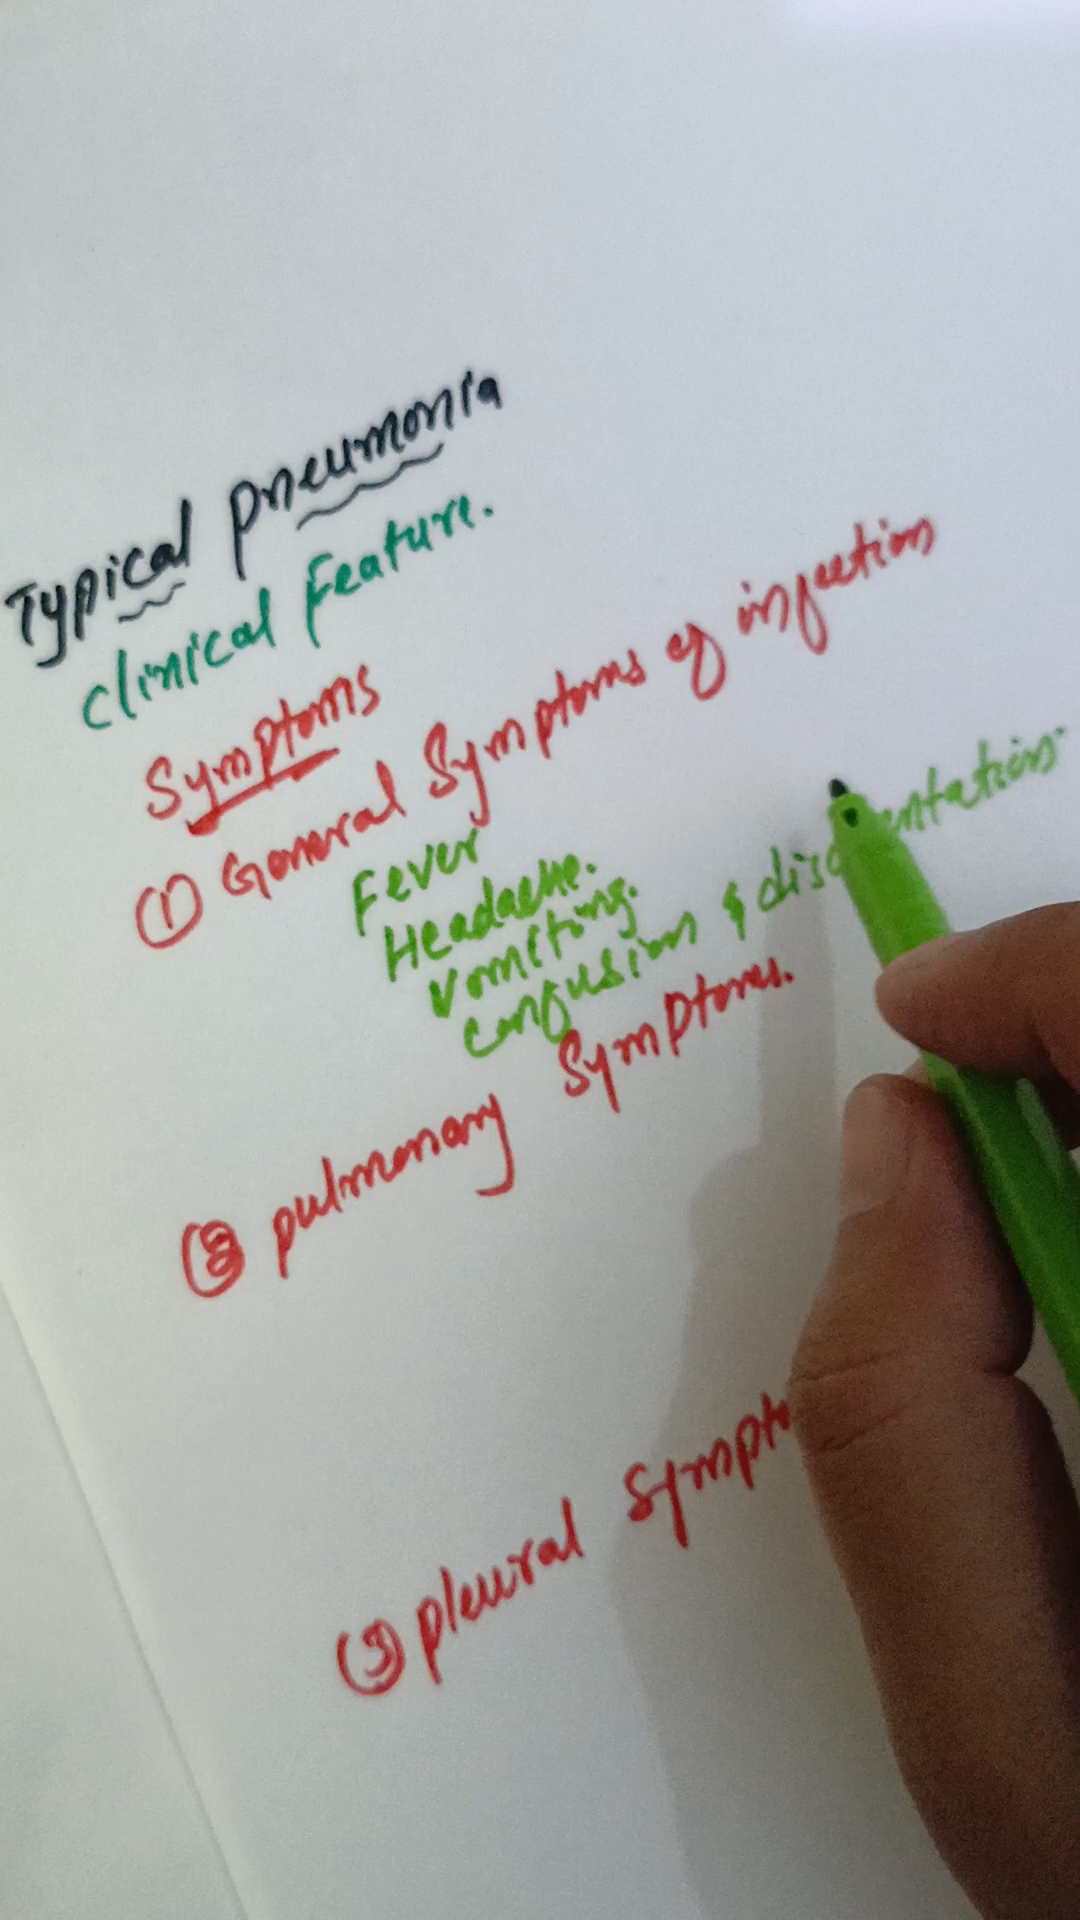 Typical pneumonia
Clinical Feature.
Symptoms
(1) General Symptoms of infection
Fever
Headache.
Vomiting.
Confusion &
(2) pulmonary Symptoms.
(3) pleural